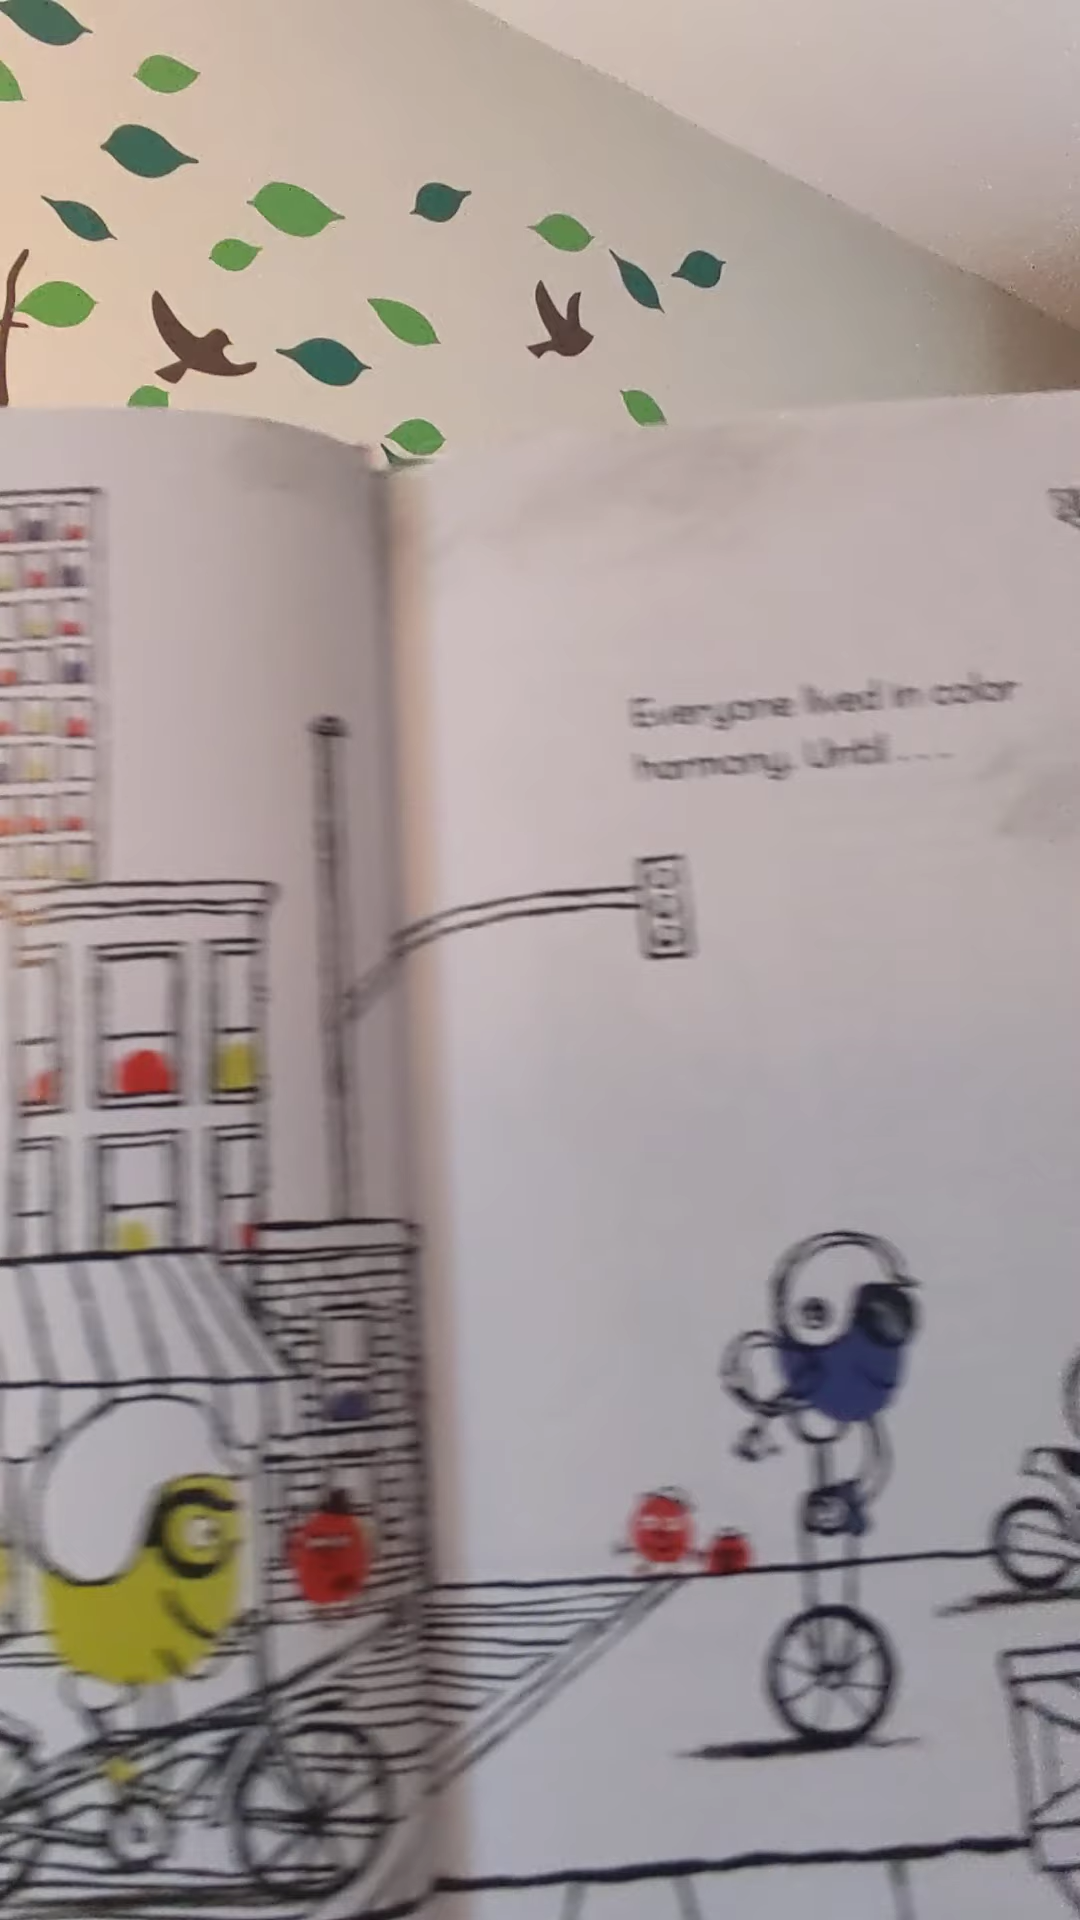 Everyone lived in color
harmony. Until . . . .